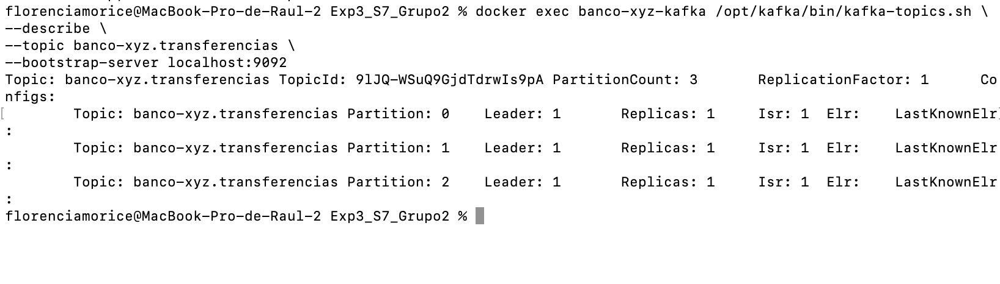 florenciamorice@MacBook-Pro-de-Raul-2 Exp3_S7_Grupo2 % docker exec banco-xyz-kafka /opt/kafka/bin/kafka-topics.sh \
--describe \
--topic banco-xyz.transferencias \
--bootstrap-server localhost:9092
Topic: banco-xyz.transferencias TopicId: 9lJQ-WSuQ9GjdTdrwIs9pA PartitionCount: 3       ReplicationFactor: 1      Co
nfigs:
[       Topic: banco-xyz.transferencias Partition: 0    Leader: 1       Replicas: 1     Isr: 1  Elr:    LastKnownElr]
:
        Topic: banco-xyz.transferencias Partition: 1    Leader: 1       Replicas: 1     Isr: 1  Elr:    LastKnownElr
:
        Topic: banco-xyz.transferencias Partition: 2    Leader: 1       Replicas: 1     Isr: 1  Elr:    LastKnownElr
:
florenciamorice@MacBook-Pro-de-Raul-2 Exp3_S7_Grupo2 %